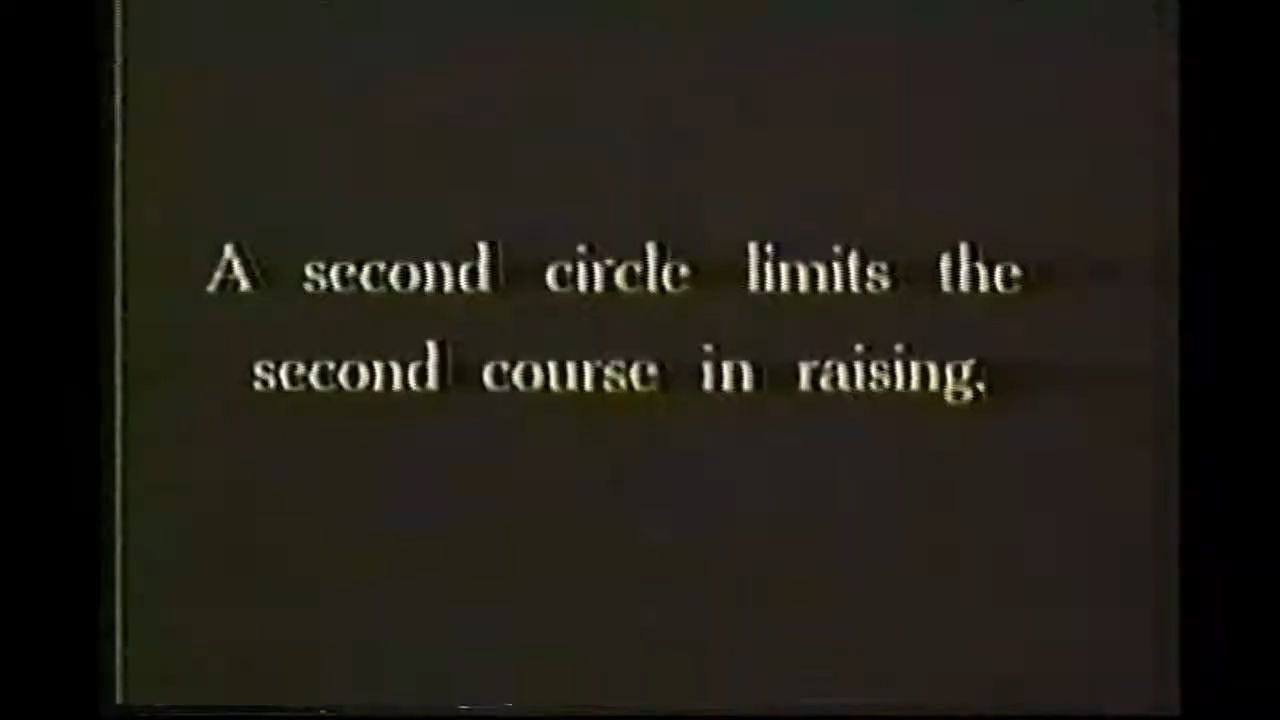 A second circle limits the
second course in raising.